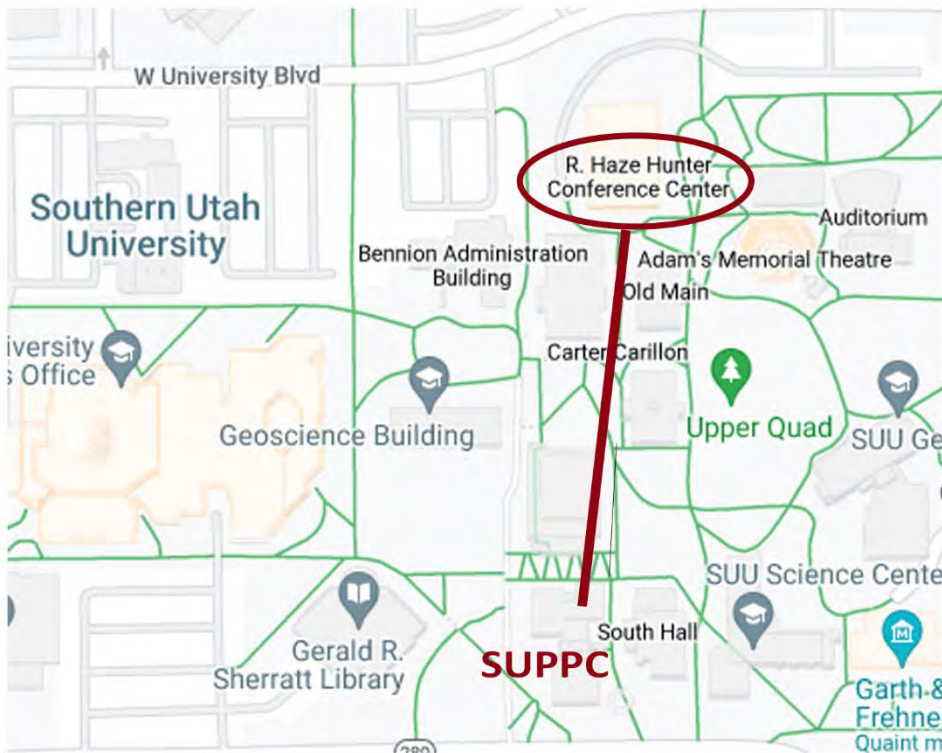 W University Blvd
R. Haze Hunter
Conference Center
Southern Utah
University
Auditorium
Bennion Administration
Building
Adam's Memorial Theatre
Old Main
iversity
s Office
Carter Carillon
Geoscience Building
Upper Quad
SUU Ge
SUU Science Cente
South Hall
SUPPC
Gerald R.
Sherratt Library
Garth &
Frehne
Quaint m
280